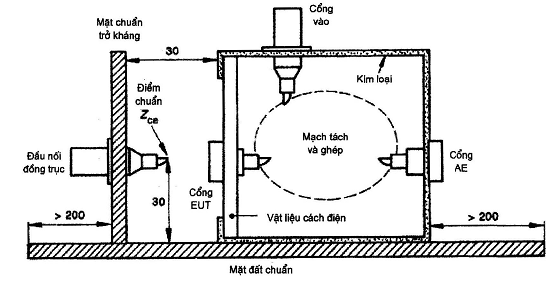 Mặt chuẩn
trở kháng
30
Cổng
vào
Kim loại
Điểm
chuẩn
Zce
Mạch tách
và ghép
Đầu nối
đồng trục
Cổng
AE
Cổng
EUT
30
Vật liệu cách điện
> 200
> 200
Mặt đất chuẩn